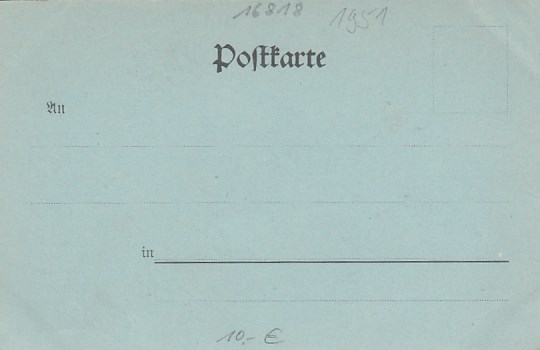 16818 1951
Postkarte
An
in
10.- €